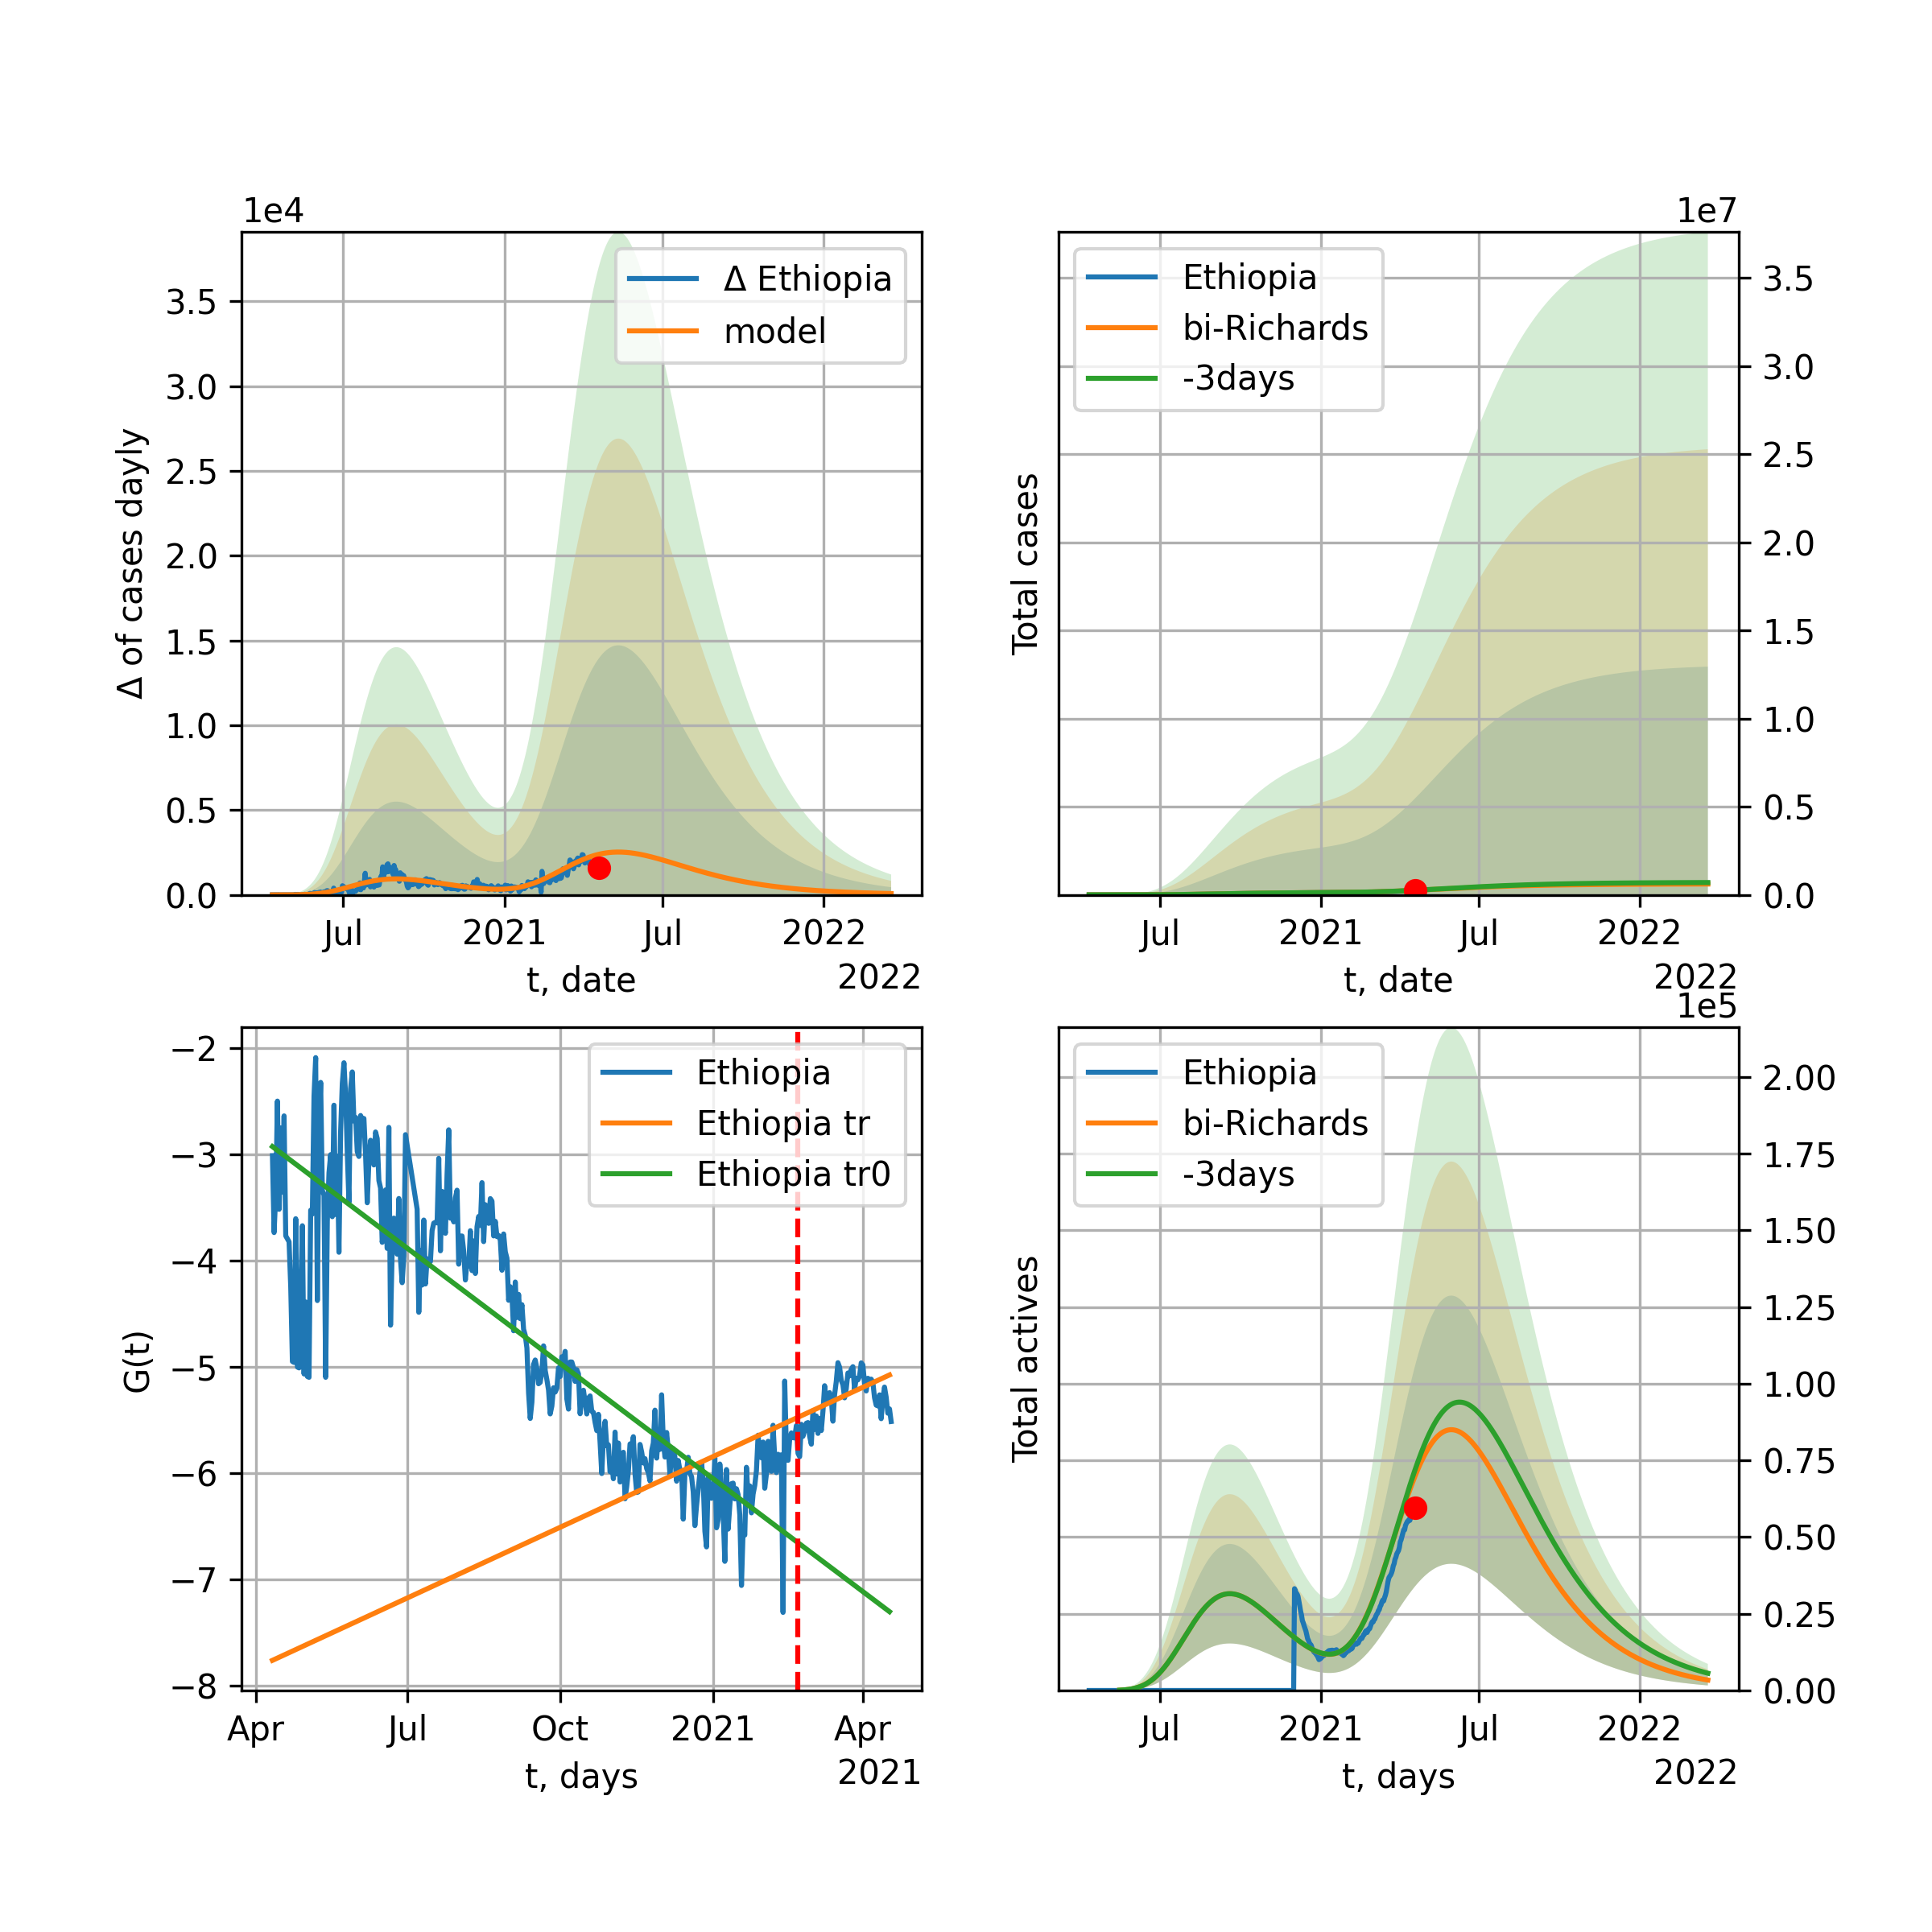 1e4
Δ Ethiopia
model
3.5
3.0
2.5
2.0
1.5
1.0
0.5
0.0
Δ of cases dayly
Jul
2021
Jul
2022
t, date
2022
1e7
Ethiopia
bi-Richards
-3days
3.5
3.0
2.5
2.0
1.5
1.0
0.5
0.0
Total cases
Jul
2021
Jul
2022
t, date
2022
Ethiopia
Ethiopia tr
Ethiopia tr0
−2
−3
−4
−5
−6
−7
−8
G(t)
Apr
Jul
Oct
2021
Apr
t, days
2021
1e5
Ethiopia
bi-Richards
-3days
2.00
1.75
1.50
1.25
1.00
0.75
0.50
0.25
0.00
Total actives
Jul
2021
Jul
2022
t, days
2022